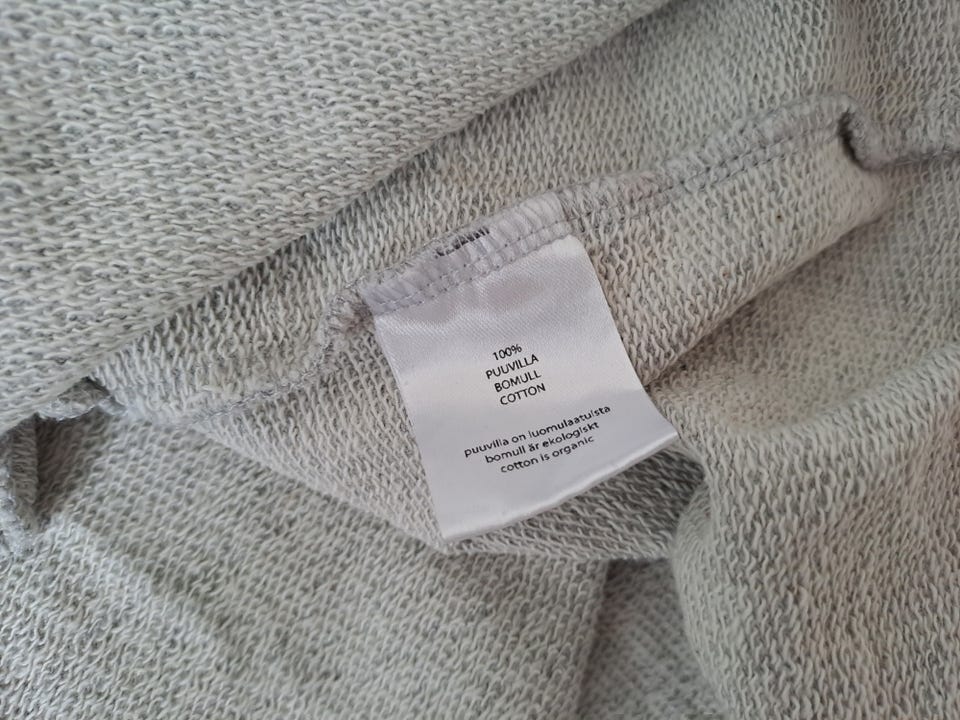 100%
PUUVILLA
BOMULL
COTTON
puuvilla on luomulaatuista
bomull är ekologiskt
cotton is organic